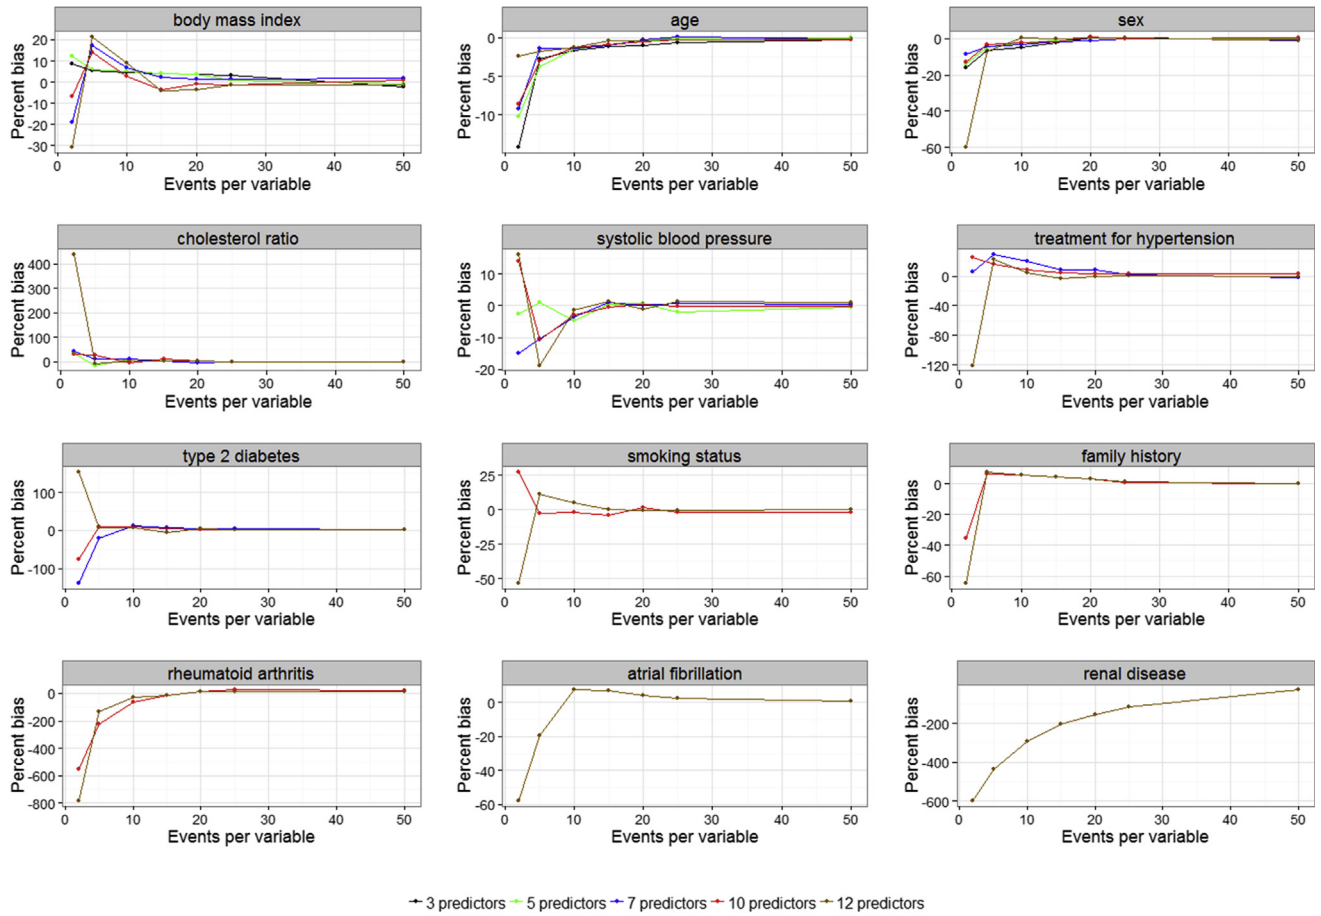 body mass index
age
sex
Percent bias
20
10
0
-10
-20
-30
0 10 20 30 40 50
Events per variable
Percent bias
0
-5
-10
0 10 20 30 40 50
Events per variable
Percent bias
0
-20
-40
-60
0 10 20 30 40 50
Events per variable
cholesterol ratio
systolic blood pressure
treatment for hypertension
Percent bias
400
300
200
100
0
0 10 20 30 40 50
Events per variable
Percent bias
10
0
-10
-20
0 10 20 30 40 50
Events per variable
Percent bias
0
-40
-80
-120
0 10 20 30 40 50
Events per variable
type 2 diabetes
smoking status
family history
Percent bias
100
0
-100
0 10 20 30 40 50
Events per variable
Percent bias
25
0
-25
-50
0 10 20 30 40 50
Events per variable
Percent bias
0
-20
-40
-60
0 10 20 30 40 50
Events per variable
rheumatoid arthritis
atrial fibrillation
renal disease
Percent bias
0
-200
-400
-600
-800
0 10 20 30 40 50
Events per variable
Percent bias
0
-20
-40
-60
0 10 20 30 40 50
Events per variable
Percent bias
-200
-400
-600
0 10 20 30 40 50
Events per variable
3 predictors 5 predictors 7 predictors 10 predictors 12 predictors